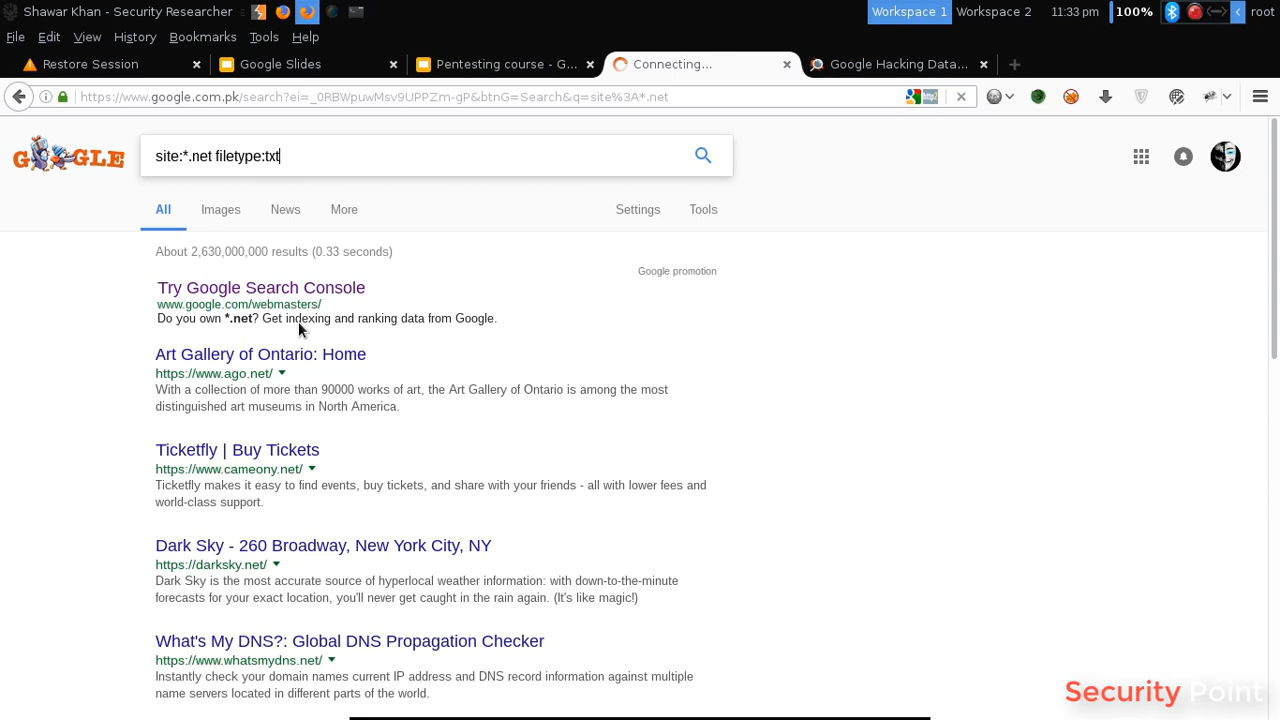 Shawar Khan - Security Researcher
Workspace 1 Workspace 2 11:33 pm 100% root
File Edit View History Bookmarks Tools Help
Restore Session
Google Slides
Pentesting course - G...
Connecting...
Google Hacking Data...
https://www.google.com.pk/search?ei=_0RBWpuwMsv9UPPZm-gP&btnG=Search&q=site%3A*.net
GOOGLE
site:*.net filetype:txt
All Images News More Settings Tools
About 2,630,000,000 results (0.33 seconds)
Google promotion
Try Google Search Console
www.google.com/webmasters/
Do you own *.net? Get indexing and ranking data from Google.
Art Gallery of Ontario: Home
https://www.ago.net/
With a collection of more than 90000 works of art, the Art Gallery of Ontario is among the most
distinguished art museums in North America.
Ticketfly | Buy Tickets
https://www.cameony.net/
Ticketfly makes it easy to find events, buy tickets, and share with your friends - all with lower fees and
world-class support.
Dark Sky - 260 Broadway, New York City, NY
https://darksky.net/
Dark Sky is the most accurate source of hyperlocal weather information: with down-to-the-minute
forecasts for your exact location, you'll never get caught in the rain again. (It's like magic!)
What's My DNS?: Global DNS Propagation Checker
https://www.whatsmydns.net/
Instantly check your domain names current IP address and DNS record information against multiple
name servers located in different parts of the world.
Security Point